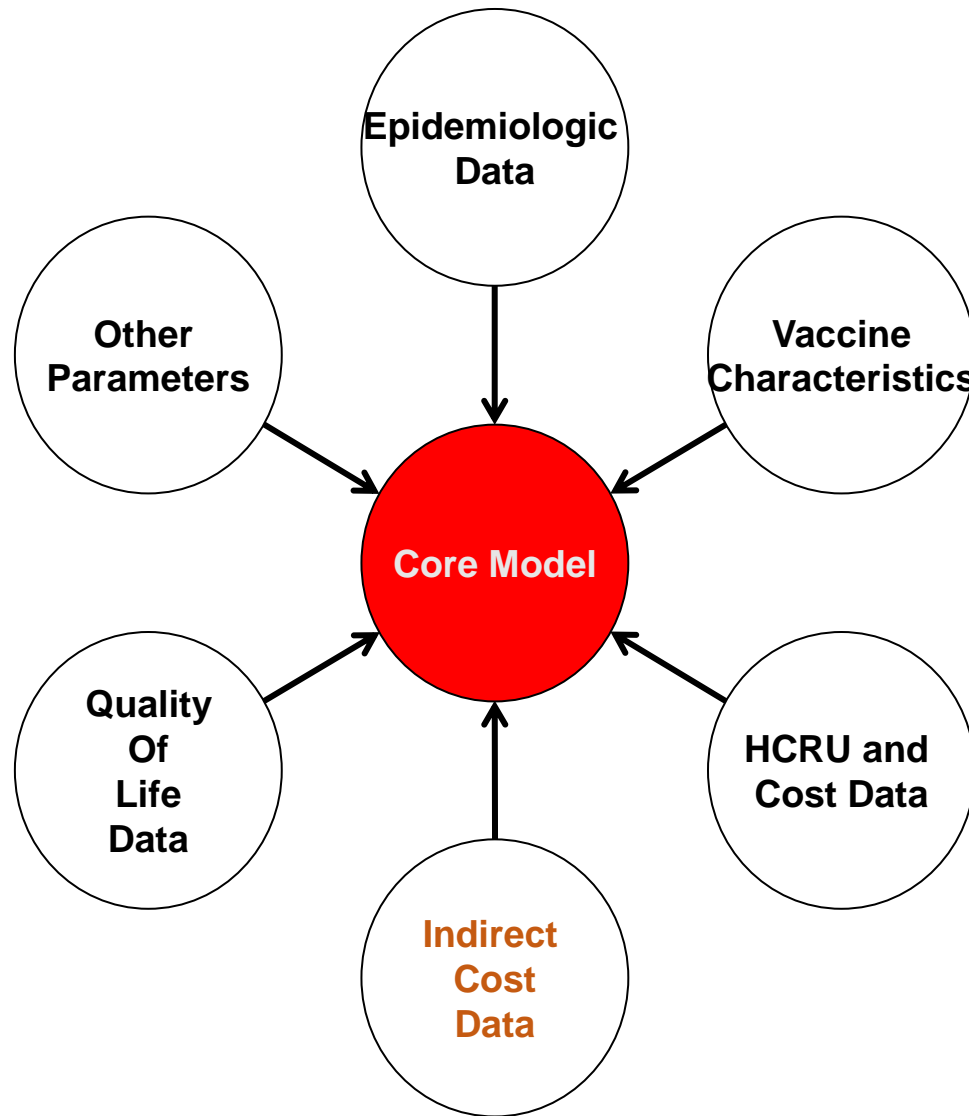 Epidemiologic
Data
Other
Parameters
Vaccine
Characteristics
Core Model
Quality
Of
Life
Data
HCRU and
Cost Data
Indirect
Cost
Data